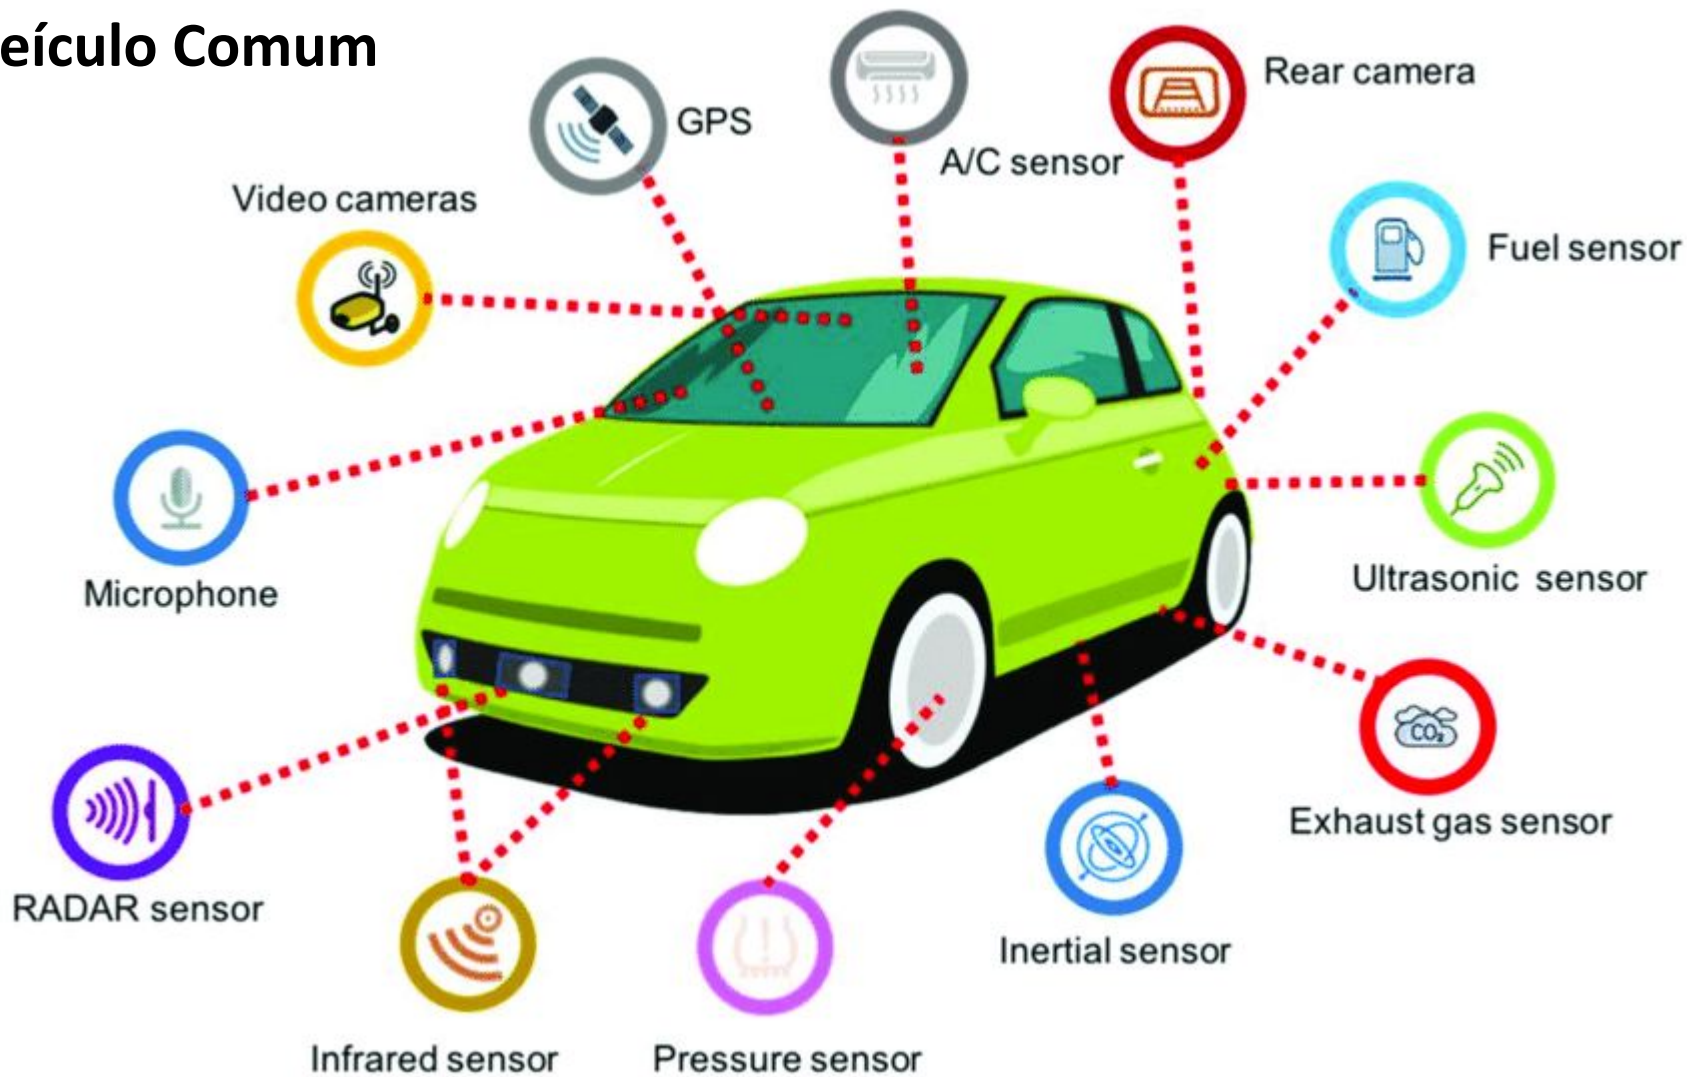 eículo Comum
GPS
A/C sensor
Rear camera
Video cameras
Fuel sensor
Microphone
Ultrasonic sensor
CO₂
Exhaust gas sensor
RADAR sensor
Inertial sensor
Infrared sensor
Pressure sensor